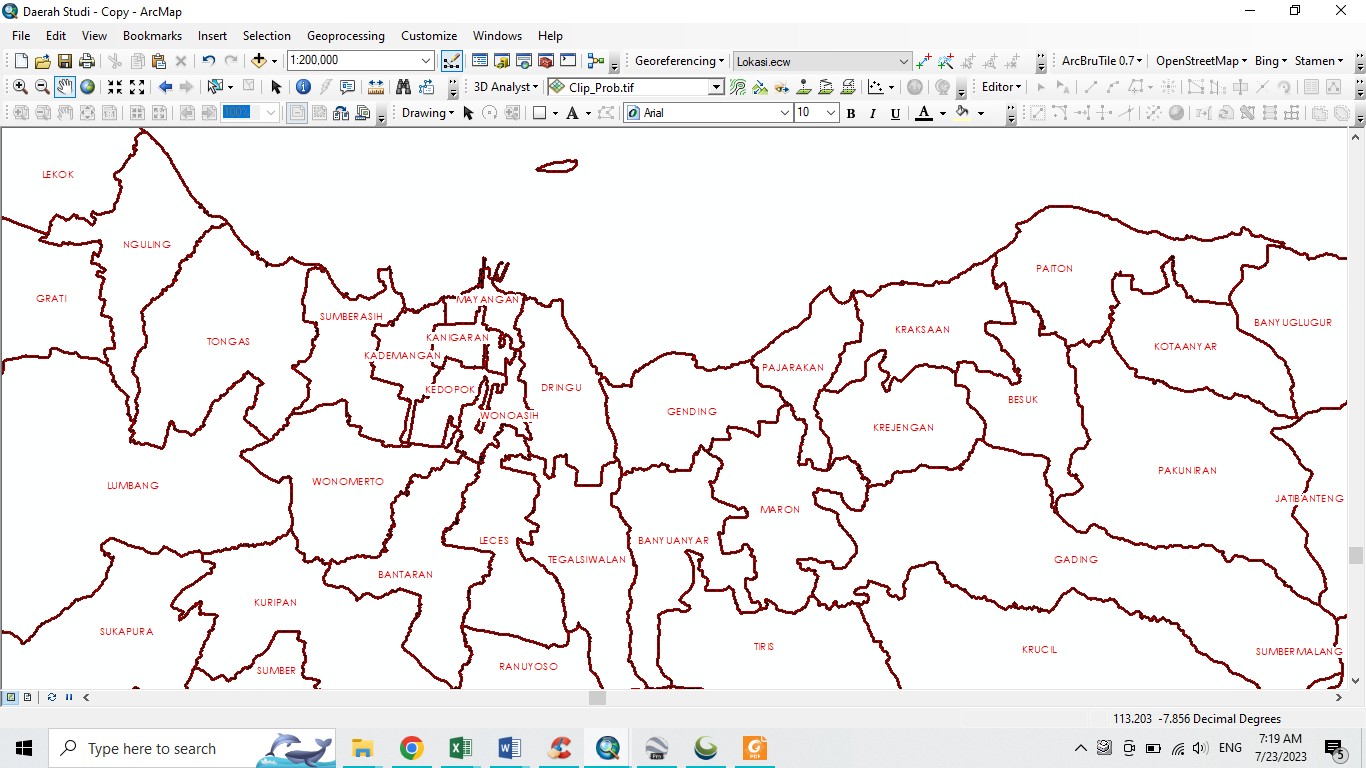 Daerah Studi - Copy - ArcMap
File Edit View Bookmarks Insert Selection Geoprocessing Customize Windows Help
1:200,000 Georeferencing Lokasi.ecw ArcBruTile 0.7 OpenStreetMap Bing Stamen
3D Analyst Clip_Prob.tif Editor
100% Drawing A Arial 10 B I U A
LEKOK
NGULING
PAITON
GRATI
MAYANGAN
SUMBERASIH
BANYUGLUGUR
KRAKSAAN
KANIGARAN
TONGAS
KOTAANYAR
KADEMANGAN
PAJARAKAN
KEDOPOK
DRINGU
BESUK
GENDING
WONOASIH
KREJENGAN
PAKUNIRAN
WONOMERTO
LUMBANG
JATIBANTENG
MARON
LECES
BANYUANYAR
TEGALSIWALAN
GADING
BANTARAN
KURIPAN
SUKAPURA
TIRIS
KRUCIL
SUMBERMALANG
RANUYOSO
SUMBER
113.203 -7.856 Decimal Degrees
Type here to search
ENG
7:19 AM
7/23/2023
5